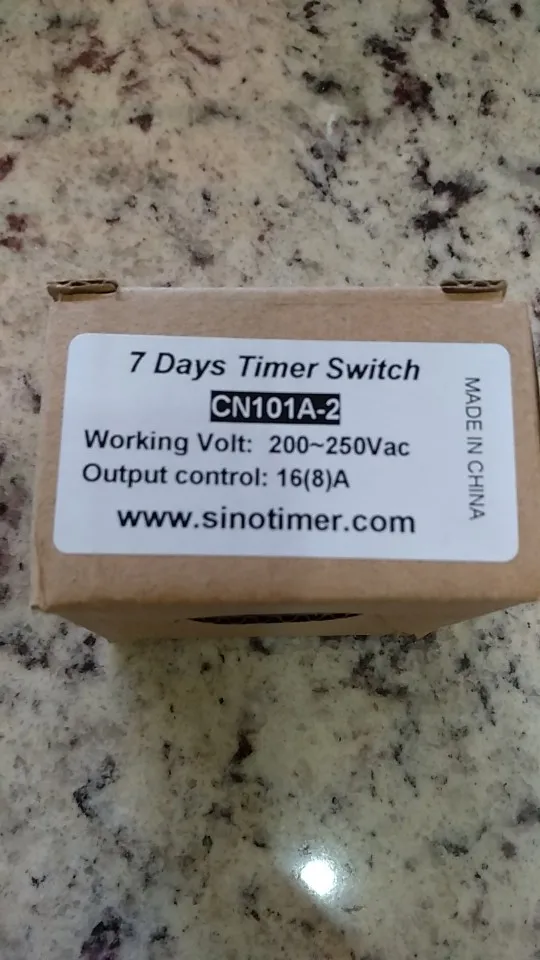 7 Days Timer Switch
CN101A-2
Working Volt: 200~250Vac
Output control: 16(8)A
www.sinotimer.com
MADE IN CHINA